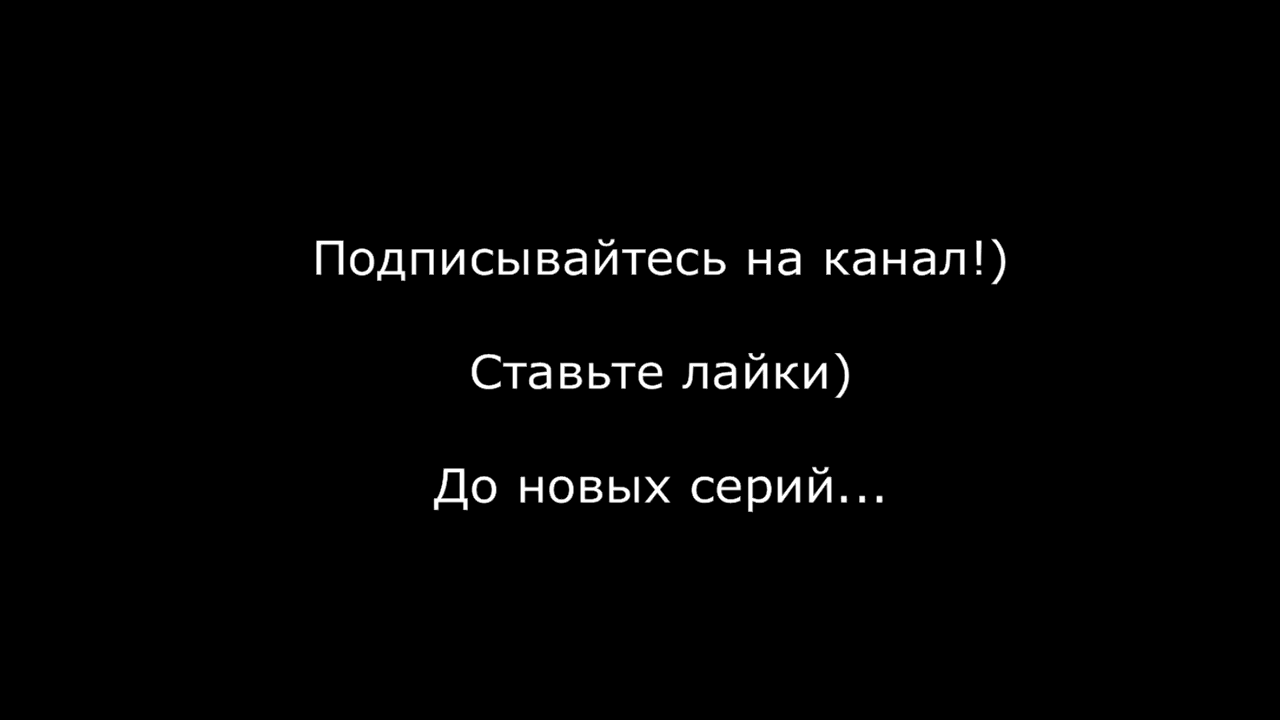 Подписывайтесь на канал!)
Ставьте лайки)
До новых серий...